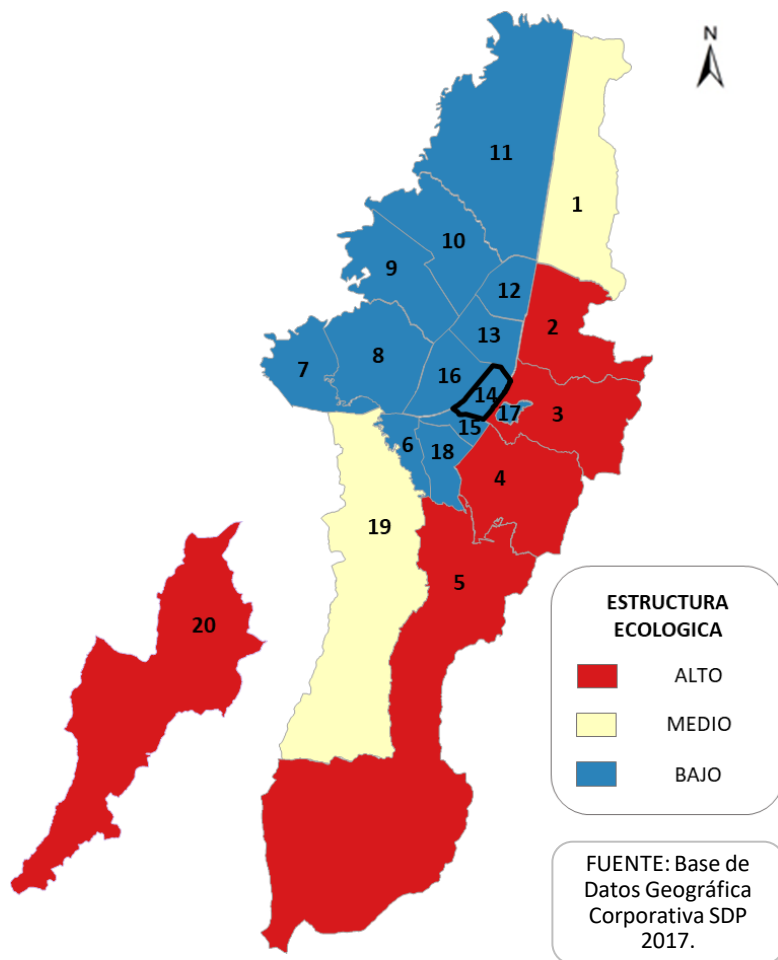 N
11
1
10
9
12
2
13
8
7
16
14
17
3
15
6
18
4
19
5
20
ESTRUCTURA
ECOLOGICA
ALTO
MEDIO
BAJO
FUENTE: Base de
Datos Geográfica
Corporativa SDP
2017.